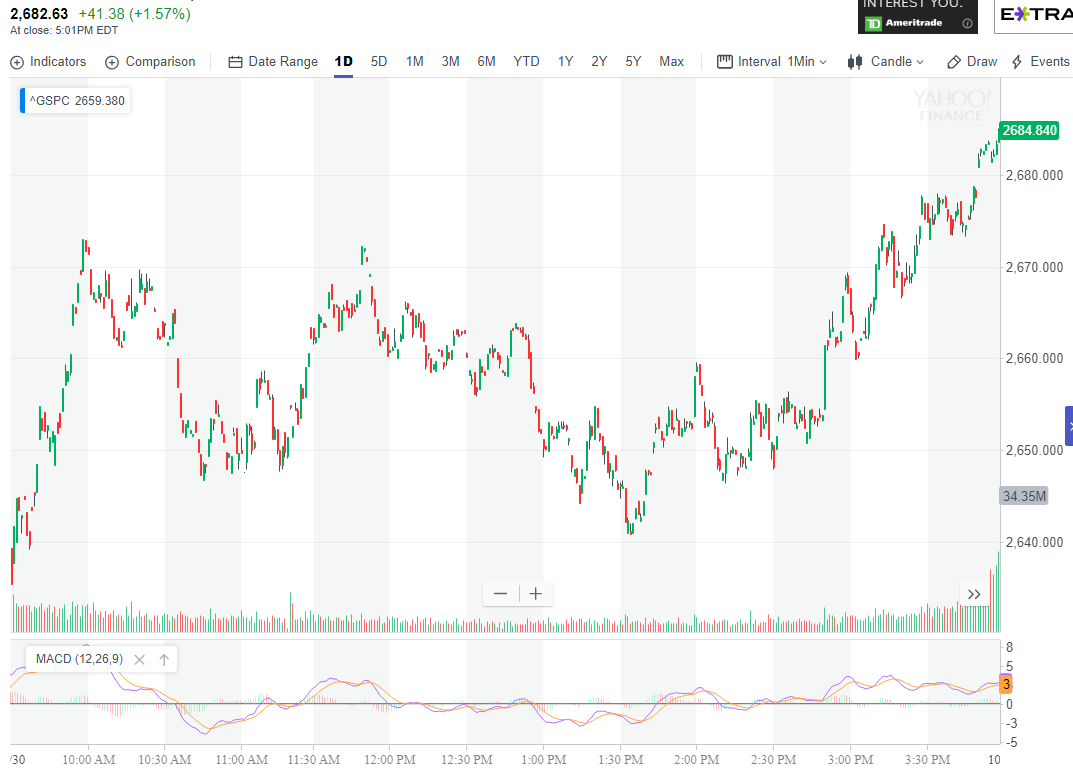 INTEREST YOU.
2,682.63 +41.38 (+1.57%)
At close: 5:01PM EDT
TD Ameritrade
E*TRA
Indicators Comparison Date Range 1D 5D 1M 3M 6M YTD 1Y 2Y 5Y Max Interval 1Min Candle Draw Events
^GSPC 2659.380
YAHOO!
FINANCE
2684.840
2,680.000
2,670.000
2,660.000
2,650.000
34.35M
2,640.000
MACD (12,26,9)
8
5
3
0
-3
-5
/30 10:00 AM 10:30 AM 11:00 AM 11:30 AM 12:00 PM 12:30 PM 1:00 PM 1:30 PM 2:00 PM 2:30 PM 3:00 PM 3:30 PM 10